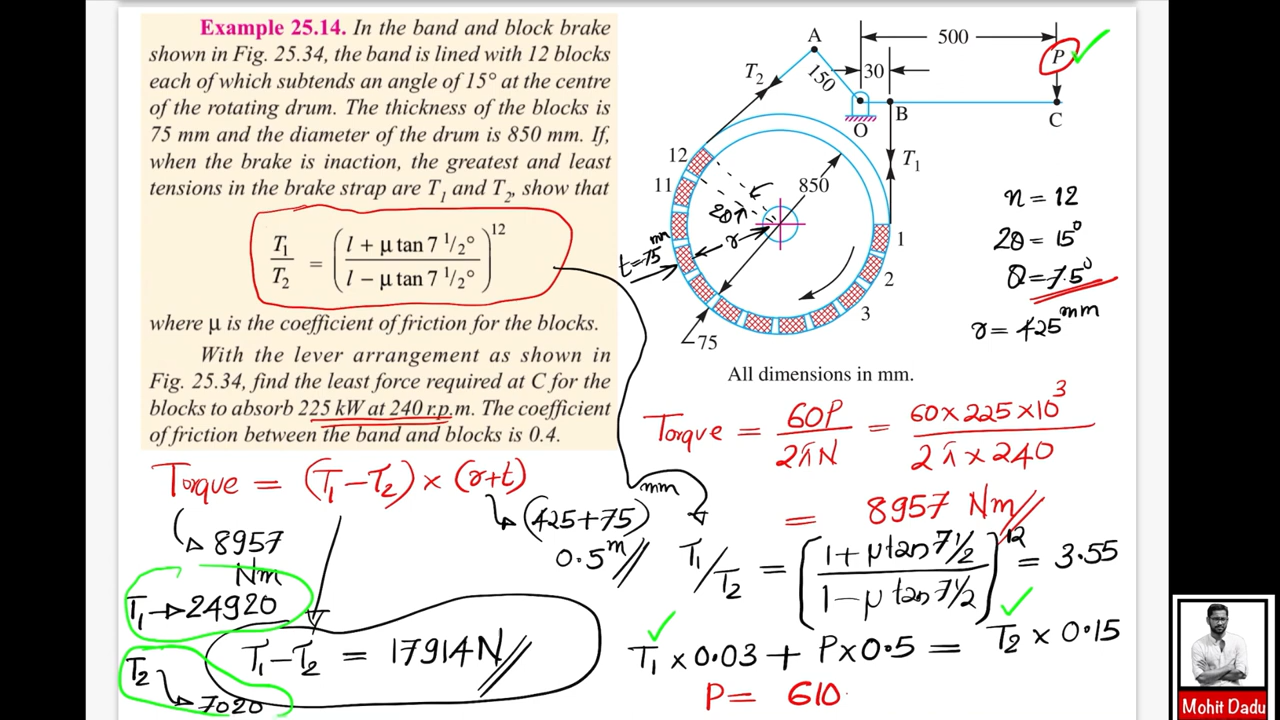 Example 25.14. In the band and block brake
shown in Fig. 25.34, the band is lined with 12 blocks
each of which subtends an angle of 15° at the centre
of the rotating drum. The thickness of the blocks is
75 mm and the diameter of the drum is 850 mm. If,
when the brake is inaction, the greatest and least
tensions in the brake strap are T1 and T2, show that
T1/T2 = ((l + μ tan 7 1/2°)/(l – μ tan 7 1/2°))^12
where μ is the coefficient of friction for the blocks.
With the lever arrangement as shown in
Fig. 25.34, find the least force required at C for the
blocks to absorb 225 kW at 240 r.p.m. The coefficient
of friction between the band and blocks is 0.4.
A
500
P
T2
150
30
O
B
C
T1
12
11
850
2θ
r
t=75 mm
1
2
3
75
All dimensions in mm.
n = 12
2θ = 15°
θ = 7.5°
r = 425 mm
Torque = 60P/2πN = 60×225×10^3/2π×240
= 8957 Nm
Torque = (T1-T2) × (r+t)
8957
Nm
(425+75) mm
0.5 m
T1/T2 = [(1+μtan7½)/(1-μtan7½)]^12 = 3.55
T1 → 24920
T1-T2 = 17914N
T2
7020
T1 × 0.03 + P×0.5 = T2 × 0.15
P = 610
Mohit Dadu